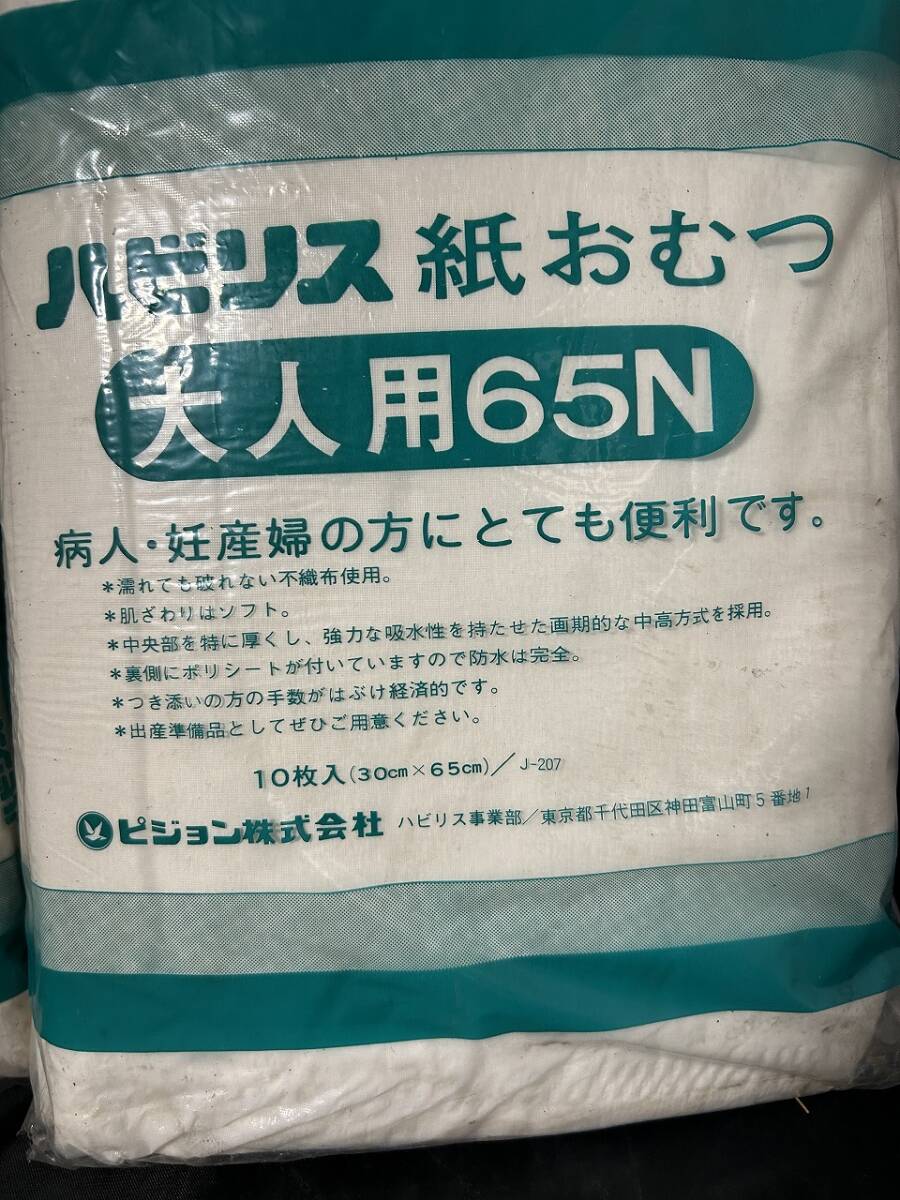 ハビリス 紙おむつ
大人用65N
病人・妊産婦の方にとても便利です。
*濡れても破れない不織布使用。
*肌ざわりはソフト。
*中央部を特に厚くし、強力な吸水性を持たせた画期的な中高方式を採用。
*裏側にポリシートが付いていますので防水は完全。
*つき添いの方の手数がはぶけ経済的です。
*出産準備品としてぜひご用意ください。
10枚入(30cm×65cm)/J-207
ピジョン株式会社 ハビリス事業部/東京都千代田区神田富山町5番地1